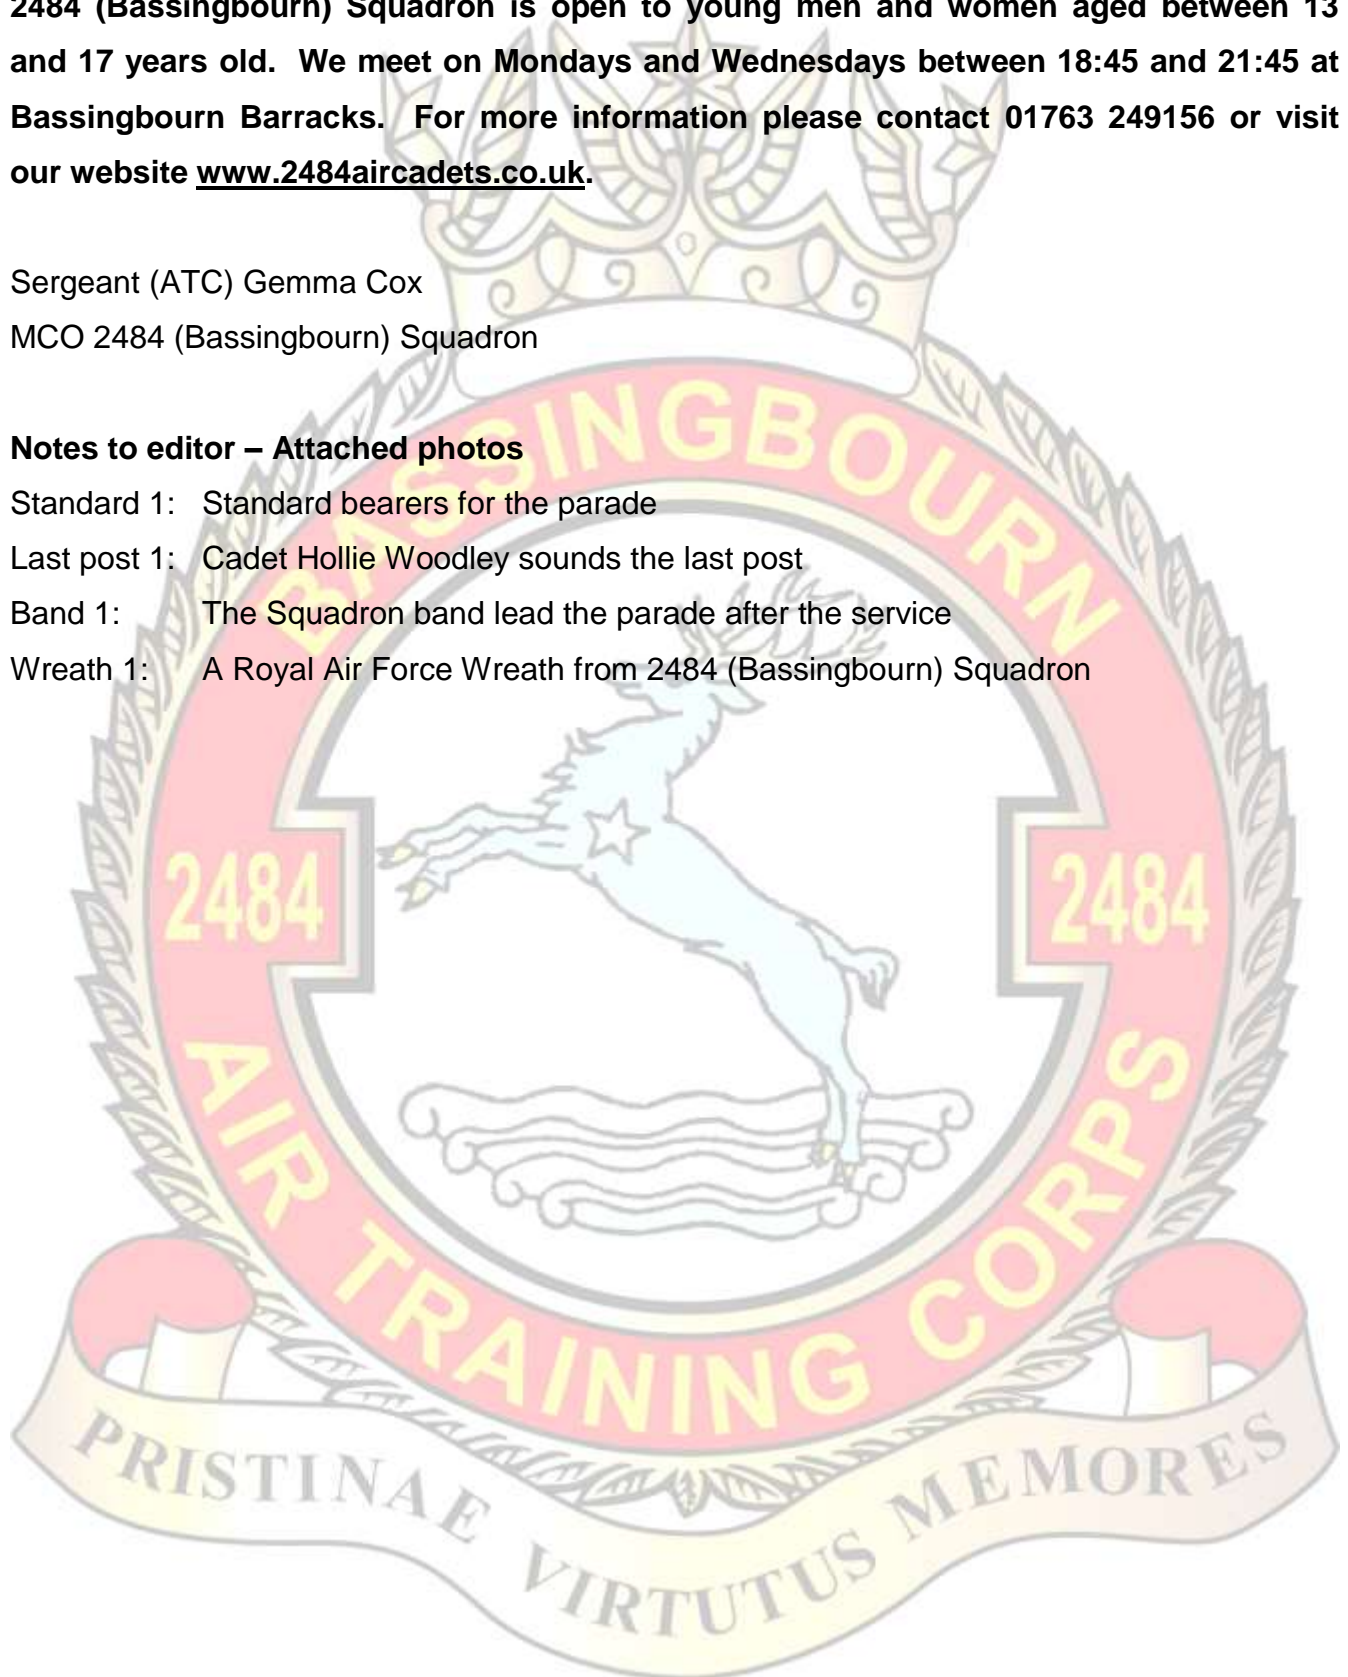 2484 (Bassingbourn) Squadron is open to young men and women aged between 13
and 17 years old. We meet on Mondays and Wednesdays between 18:45 and 21:45 at
Bassingbourn Barracks. For more information please contact 01763 249156 or visit
our website www.2484aircadets.co.uk.
Sergeant (ATC) Gemma Cox
MCO 2484 (Bassingbourn) Squadron
Notes to editor – Attached photos
Standard 1: Standard bearers for the parade
Last post 1: Cadet Hollie Woodley sounds the last post
Band 1: The Squadron band lead the parade after the service
Wreath 1: A Royal Air Force Wreath from 2484 (Bassingbourn) Squadron
BASSINGBOURN
2484 2484
AIR TRAINING CORPS
PRISTINAE VIRTUTUS MEMORES